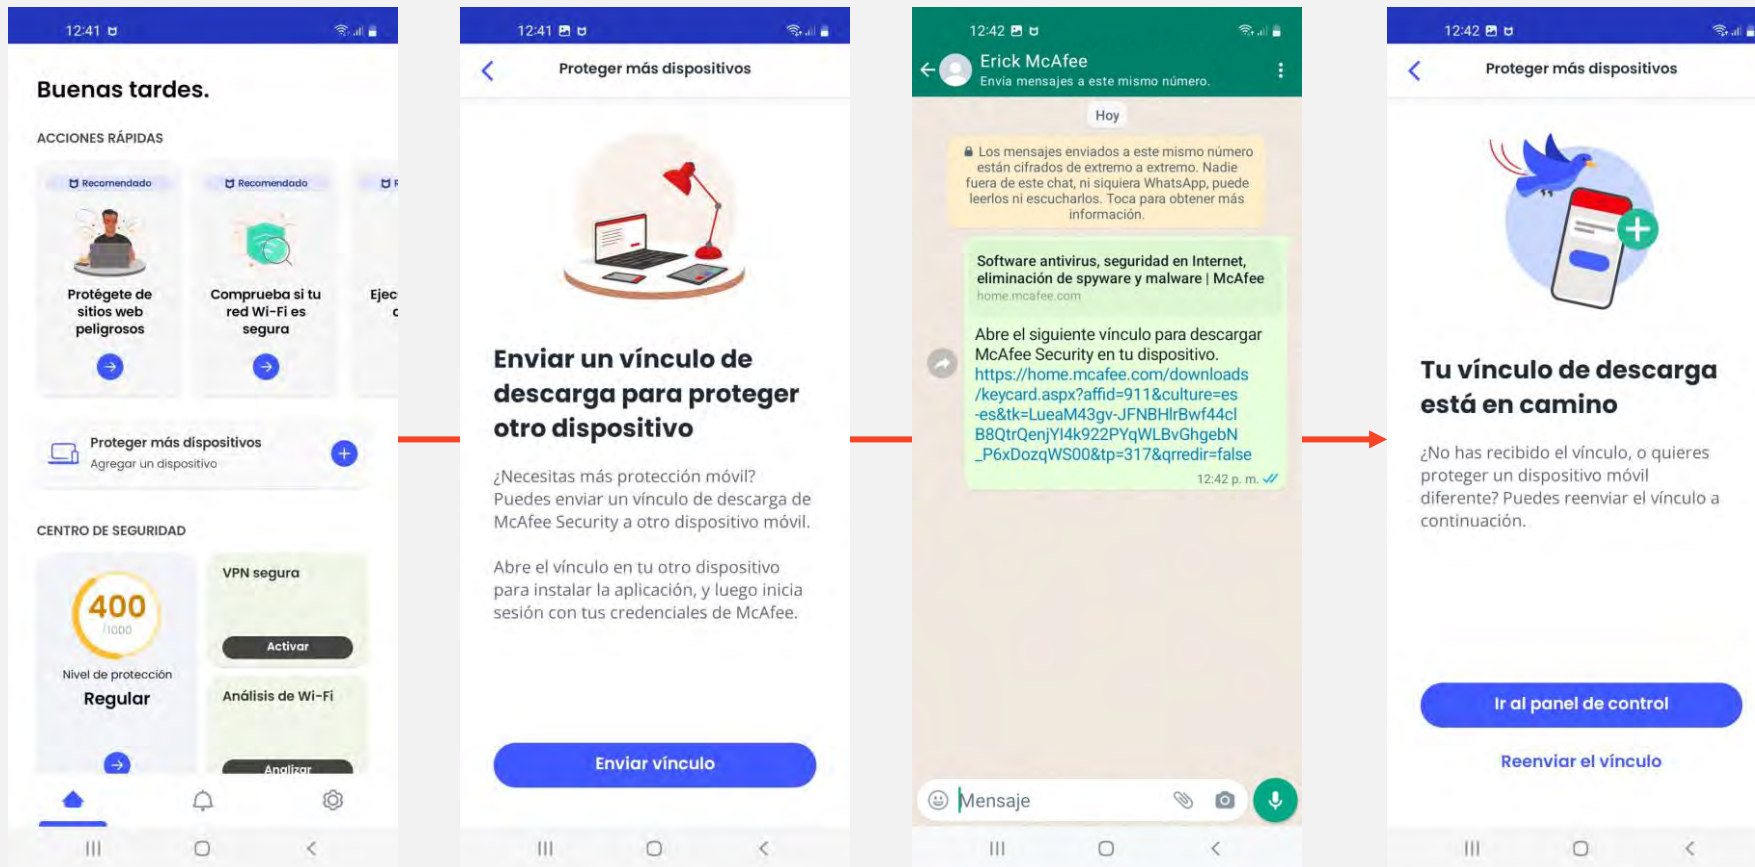 12:41
Buenas tardes.
ACCIONES RÁPIDAS
Recomendado
Protégete de
sitios web
peligrosos
Recomendado
Comprueba si tu
red Wi-Fi es
segura
Proteger más dispositivos
Agregar un dispositivo
CENTRO DE SEGURIDAD
400
/1000
Nivel de protección
Regular
VPN segura
Activar
Análisis de Wi-Fi
Analizar
12:41
Proteger más dispositivos
Enviar un vínculo de
descarga para proteger
otro dispositivo
¿Necesitas más protección móvil?
Puedes enviar un vínculo de descarga de
McAfee Security a otro dispositivo móvil.
Abre el vínculo en tu otro dispositivo
para instalar la aplicación, y luego inicia
sesión con tus credenciales de McAfee.
Enviar vínculo
12:42
Erick McAfee
Envía mensajes a este mismo número.
Hoy
Los mensajes enviados a este mismo número
están cifrados de extremo a extremo. Nadie
fuera de este chat, ni siquiera WhatsApp, puede
leerlos ni escucharlos. Toca para obtener más
información.
Software antivirus, seguridad en Internet,
eliminación de spyware y malware | McAfee
home.mcafee.com
Abre el siguiente vínculo para descargar
McAfee Security en tu dispositivo.
https://home.mcafee.com/downloads
/keycard.aspx?affid=911&culture=es
-es&tk=LueaM43gv-JFNBHlrBwf44cl
B8QtrQenjYI4k922PYqWLBvGhgebN
_P6xDozqWS00&tp=317&qrredir=false
12:42 p. m.
Mensaje
12:42
Proteger más dispositivos
Tu vínculo de descarga
está en camino
¿No has recibido el vínculo, o quieres
proteger un dispositivo móvil
diferente? Puedes reenviar el vínculo a
continuación.
Ir al panel de control
Reenviar el vínculo